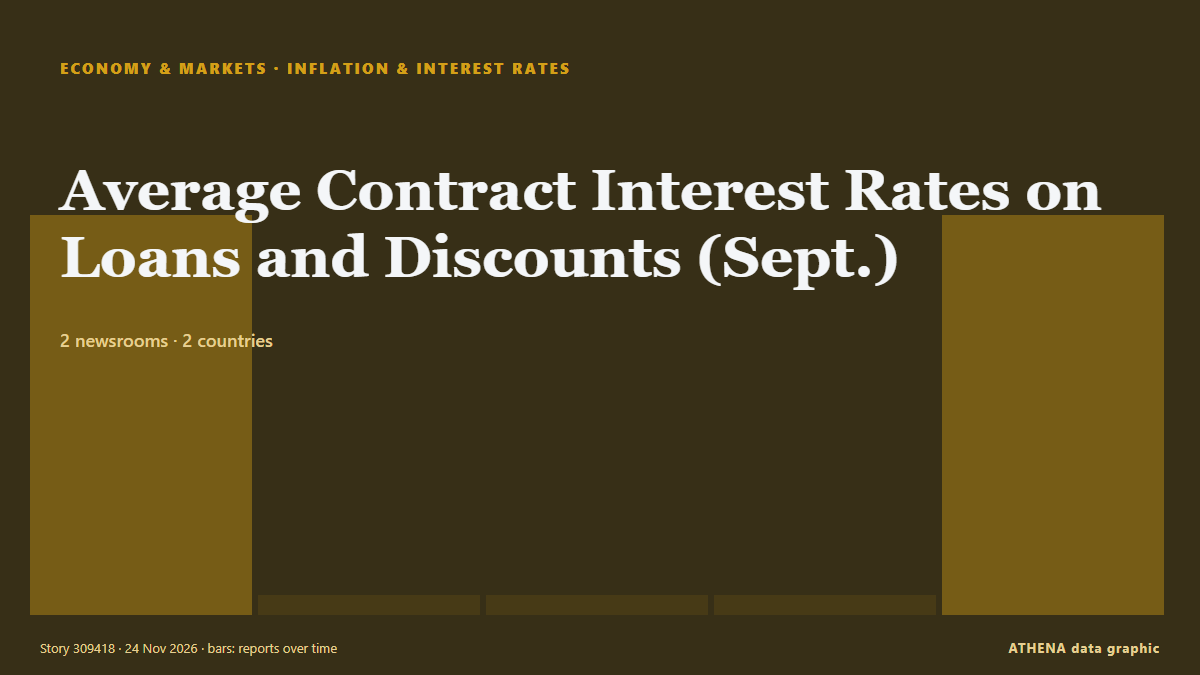 ECONOMY & MARKETS · INFLATION & INTEREST RATES
Average Contract Interest Rates on
Loans and Discounts (Sept.)
2 newsrooms · 2 countries
Story 309418 · 24 Nov 2026 · bars: reports over time
ATHENA data graphic